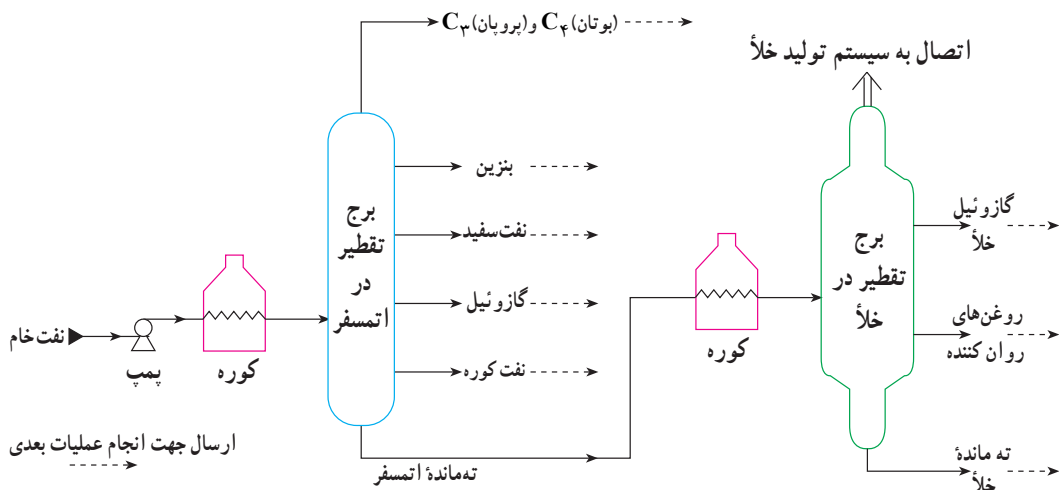 C₃(پروپان) و C₄(بوتان)
اتصال به سیستم تولید خلأ
برج
تقطیر
در
اتمسفر
بنزین
نفت‌سفید
گازوئیل
نفت کوره
نفت‌خام
پمپ
کوره
ته‌ماندهٔ اتمسفر
کوره
برج
تقطیر در
خلأ
گازوئیل
خلأ
روغن‌های
روان کننده
ته ماندهٔ
خلأ
ارسال جهت انجام عملیات بعدی